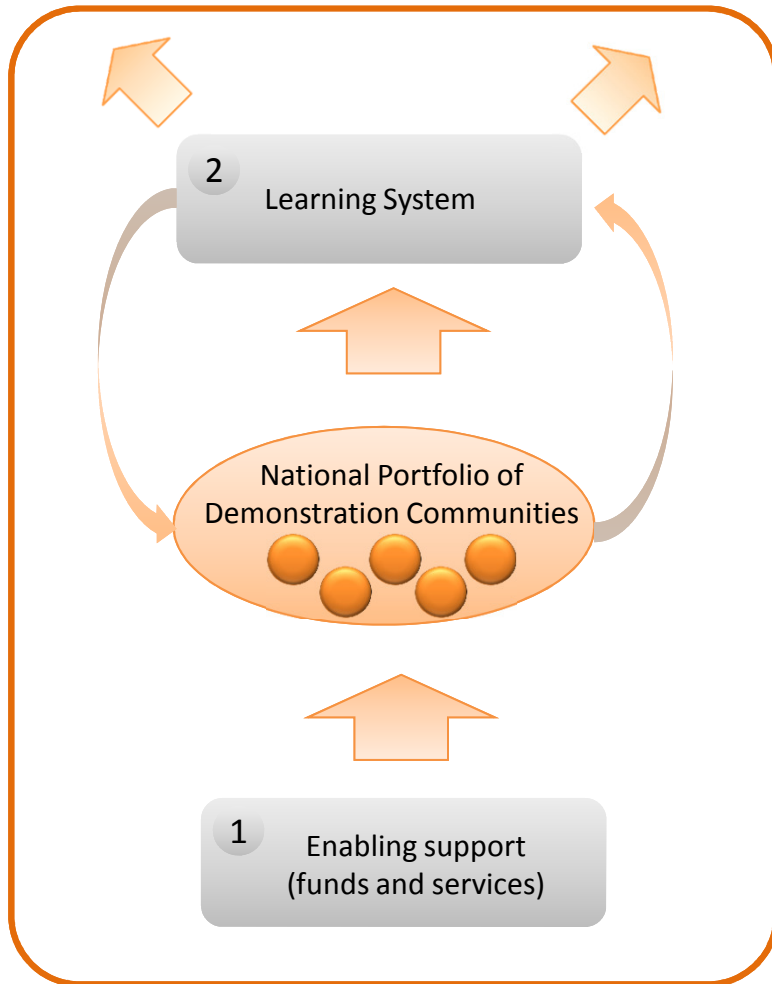 2
Learning System
National Portfolio of
Demonstration Communities
1
Enabling support
(funds and services)